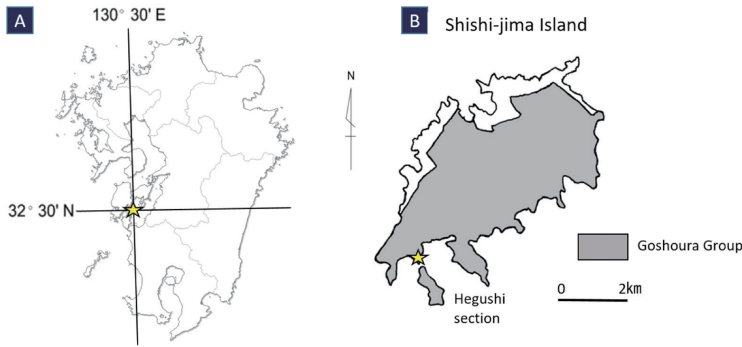 A
130° 30' E
32° 30' N
N
B
Shishi-jima Island
Goshoura Group
Hegushi
section
0 2km